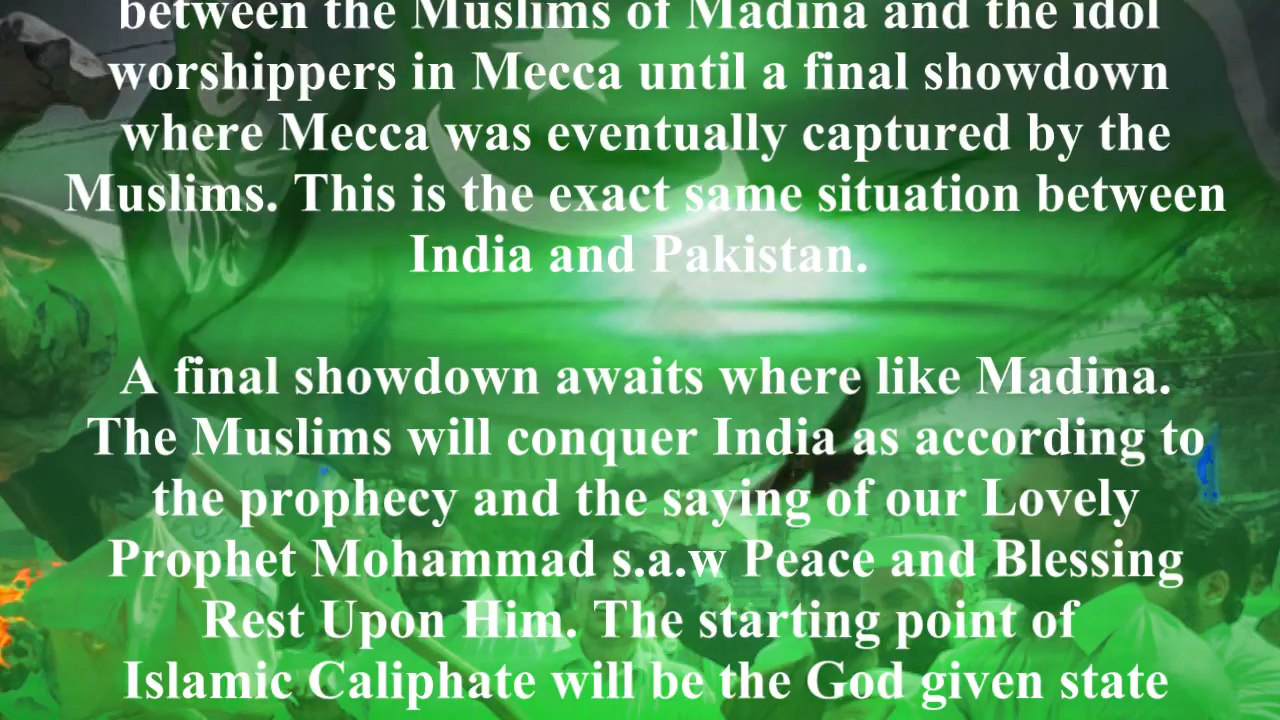 between the Muslims of Madina and the idol
worshippers in Mecca until a final showdown
where Mecca was eventually captured by the
Muslims. This is the exact same situation between
India and Pakistan.
A final showdown awaits where like Madina.
The Muslims will conquer India as according to
the prophecy and the saying of our Lovely
Prophet Mohammad s.a.w Peace and Blessing
Rest Upon Him. The starting point of
Islamic Caliphate will be the God given state